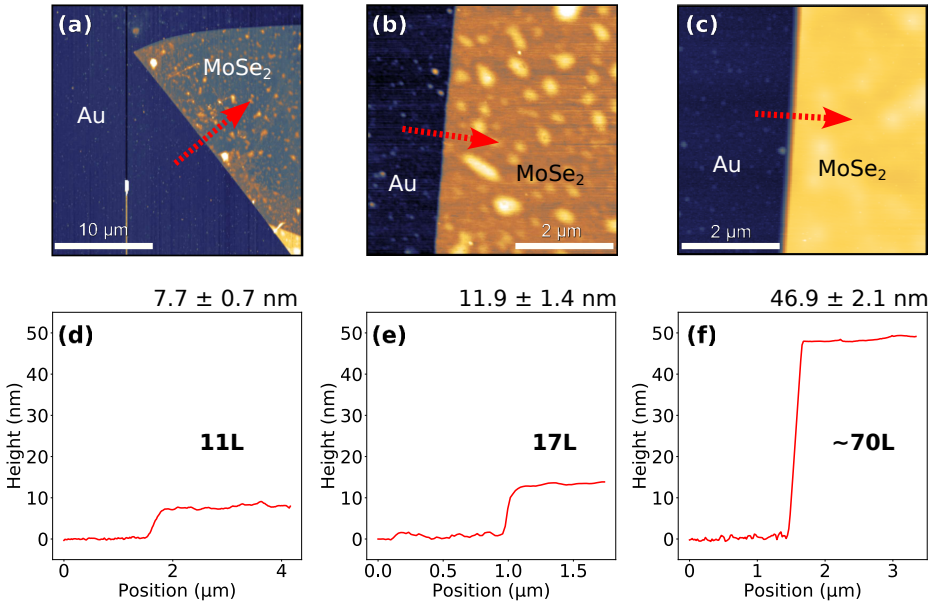 (a)
MoSe₂
Au
10 μm
(b)
Au
MoSe₂
2 μm
(c)
Au
MoSe₂
2 μm
7.7 ± 0.7 nm
(d)
11L
Height (nm)
50
40
30
20
10
0
0 2 4
Position (μm)
11.9 ± 1.4 nm
(e)
17L
Height (nm)
50
40
30
20
10
0
0.0 0.5 1.0 1.5
Position (μm)
46.9 ± 2.1 nm
(f)
~70L
Height (nm)
50
40
30
20
10
0
0 1 2 3
Position (μm)